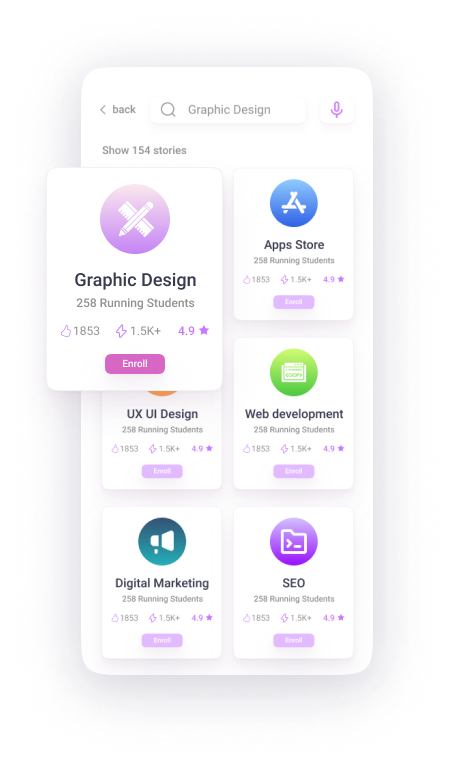 back
Graphic Design
Show 154 stories
Graphic Design
258 Running Students
1853 1.5K+ 4.9
Enroll
Apps Store
258 Running Students
1853 1.5K+ 4.9
Enroll
UX UI Design
258 Running Students
1853 1.5K+ 4.9
Enroll
Web development
258 Running Students
1853 1.5K+ 4.9
Enroll
Digital Marketing
258 Running Students
1853 1.5K+ 4.9
Enroll
SEO
258 Running Students
1853 1.5K+ 4.9
Enroll